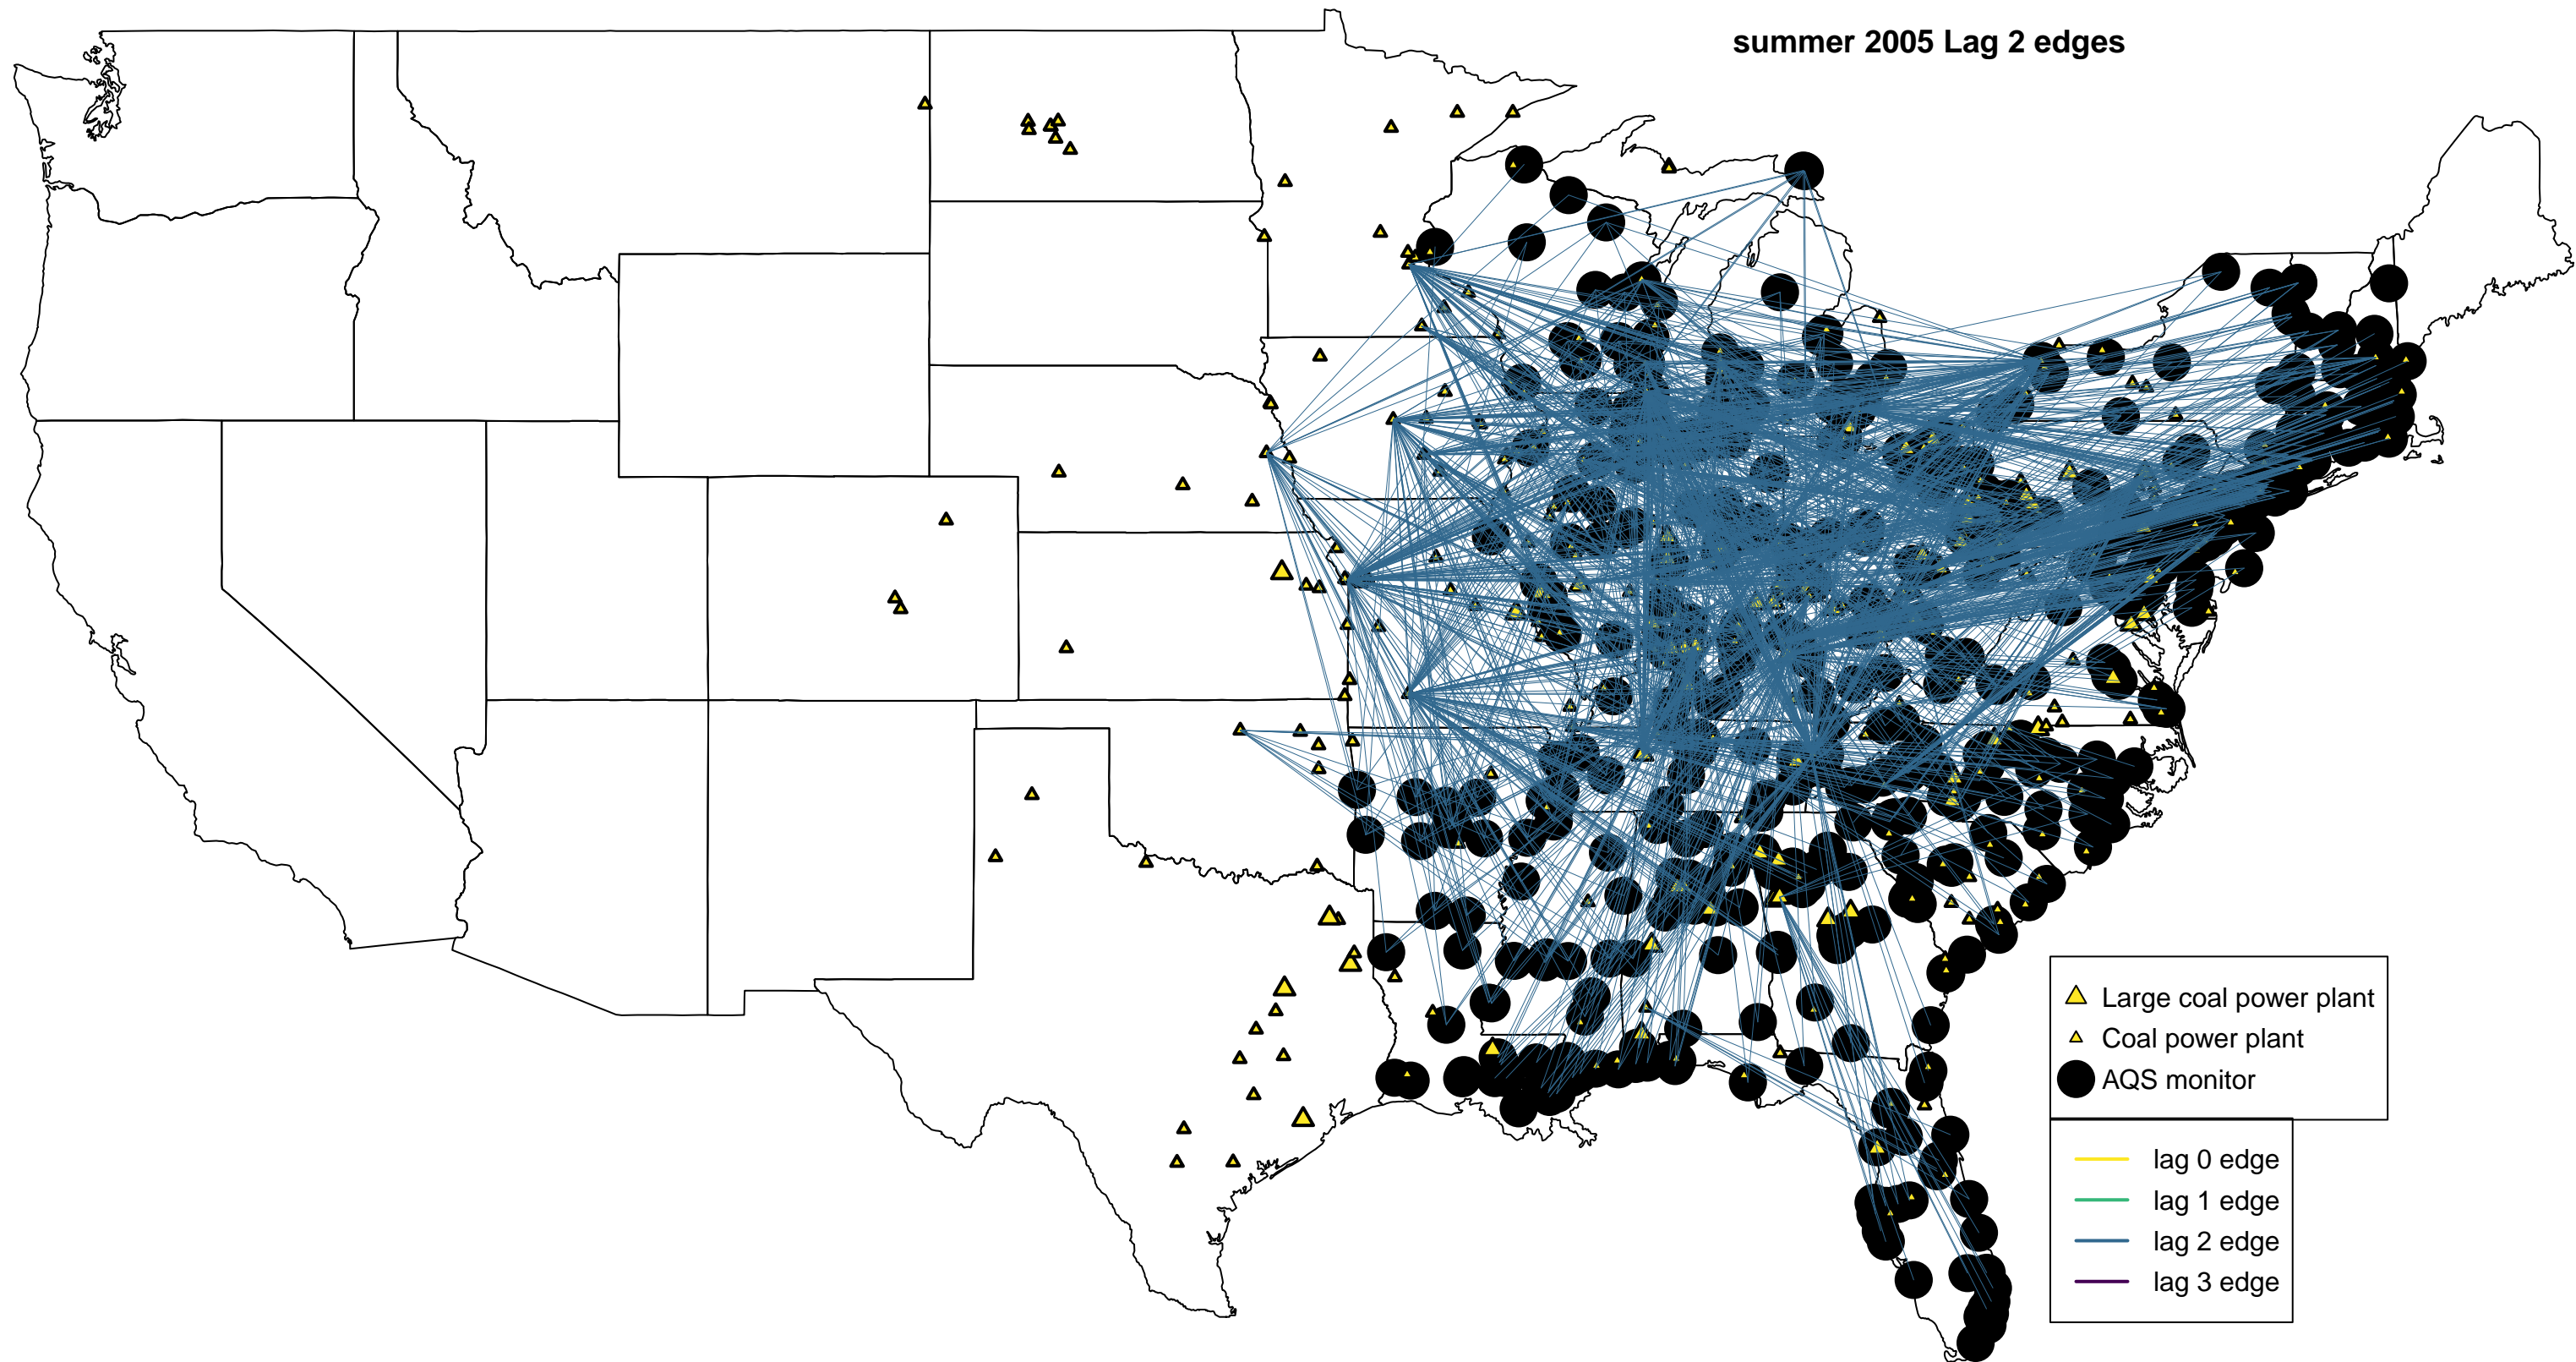 summer 2005 Lag 2 edges
Large coal power plant
Coal power plant
AQS monitor
lag 0 edge
lag 1 edge
lag 2 edge
lag 3 edge